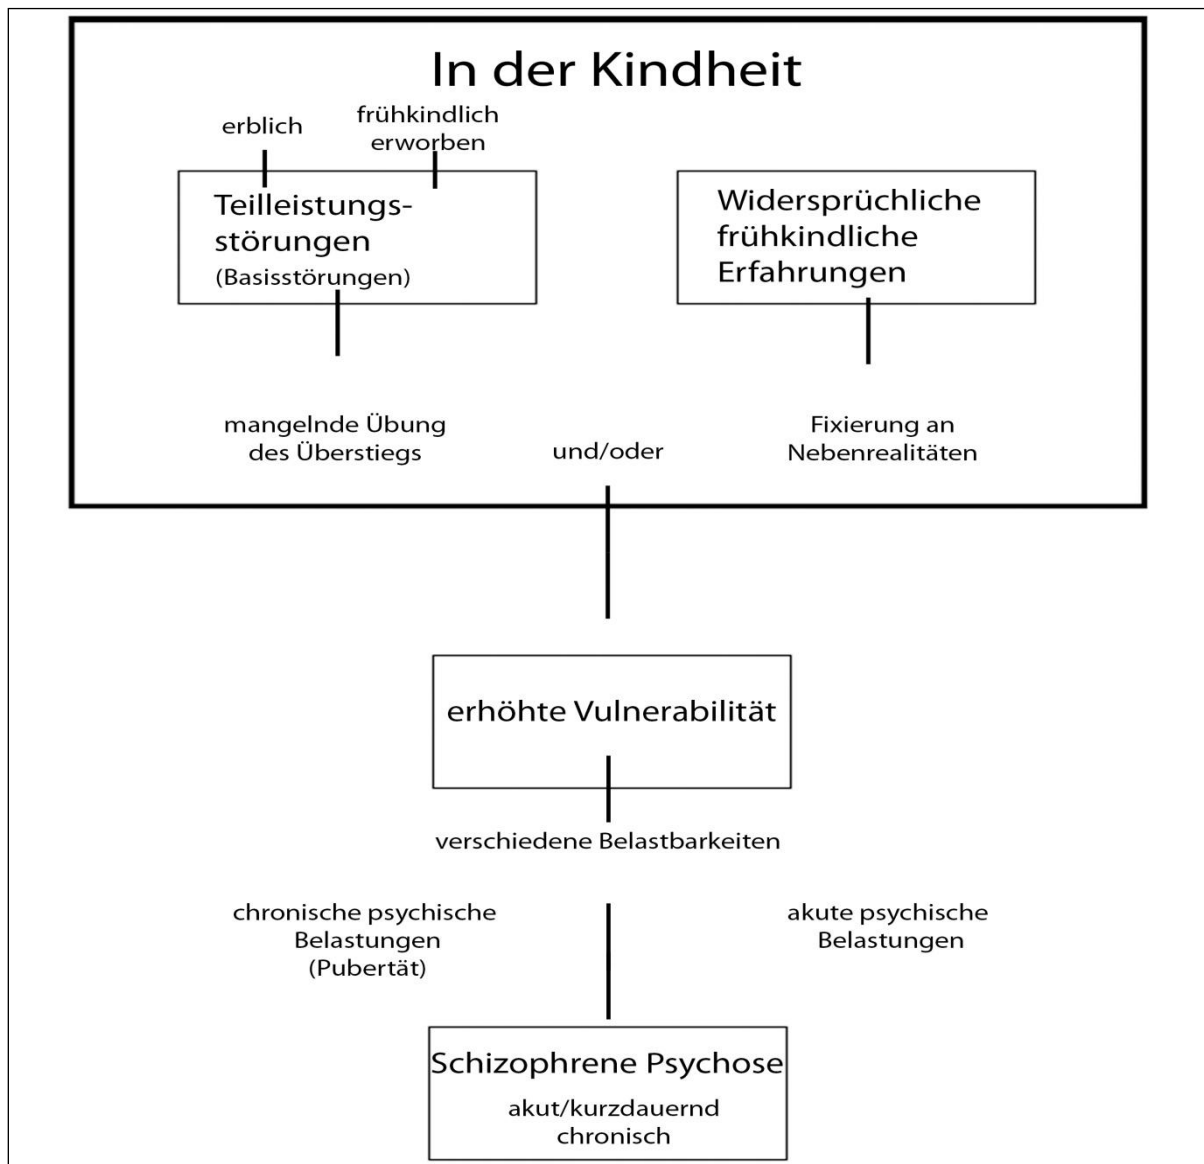 In der Kindheit
erblich
frühkindlich
erworben
Teilleistungs-
störungen
(Basisstörungen)
Widersprüchliche
frühkindliche
Erfahrungen
mangelnde Übung
des Überstiegs
und/oder
Fixierung an
Nebenrealitäten
erhöhte Vulnerabilität
verschiedene Belastbarkeiten
chronische psychische
Belastungen
(Pubertät)
akute psychische
Belastungen
Schizophrene Psychose
akut/kurzdauernd
chronisch